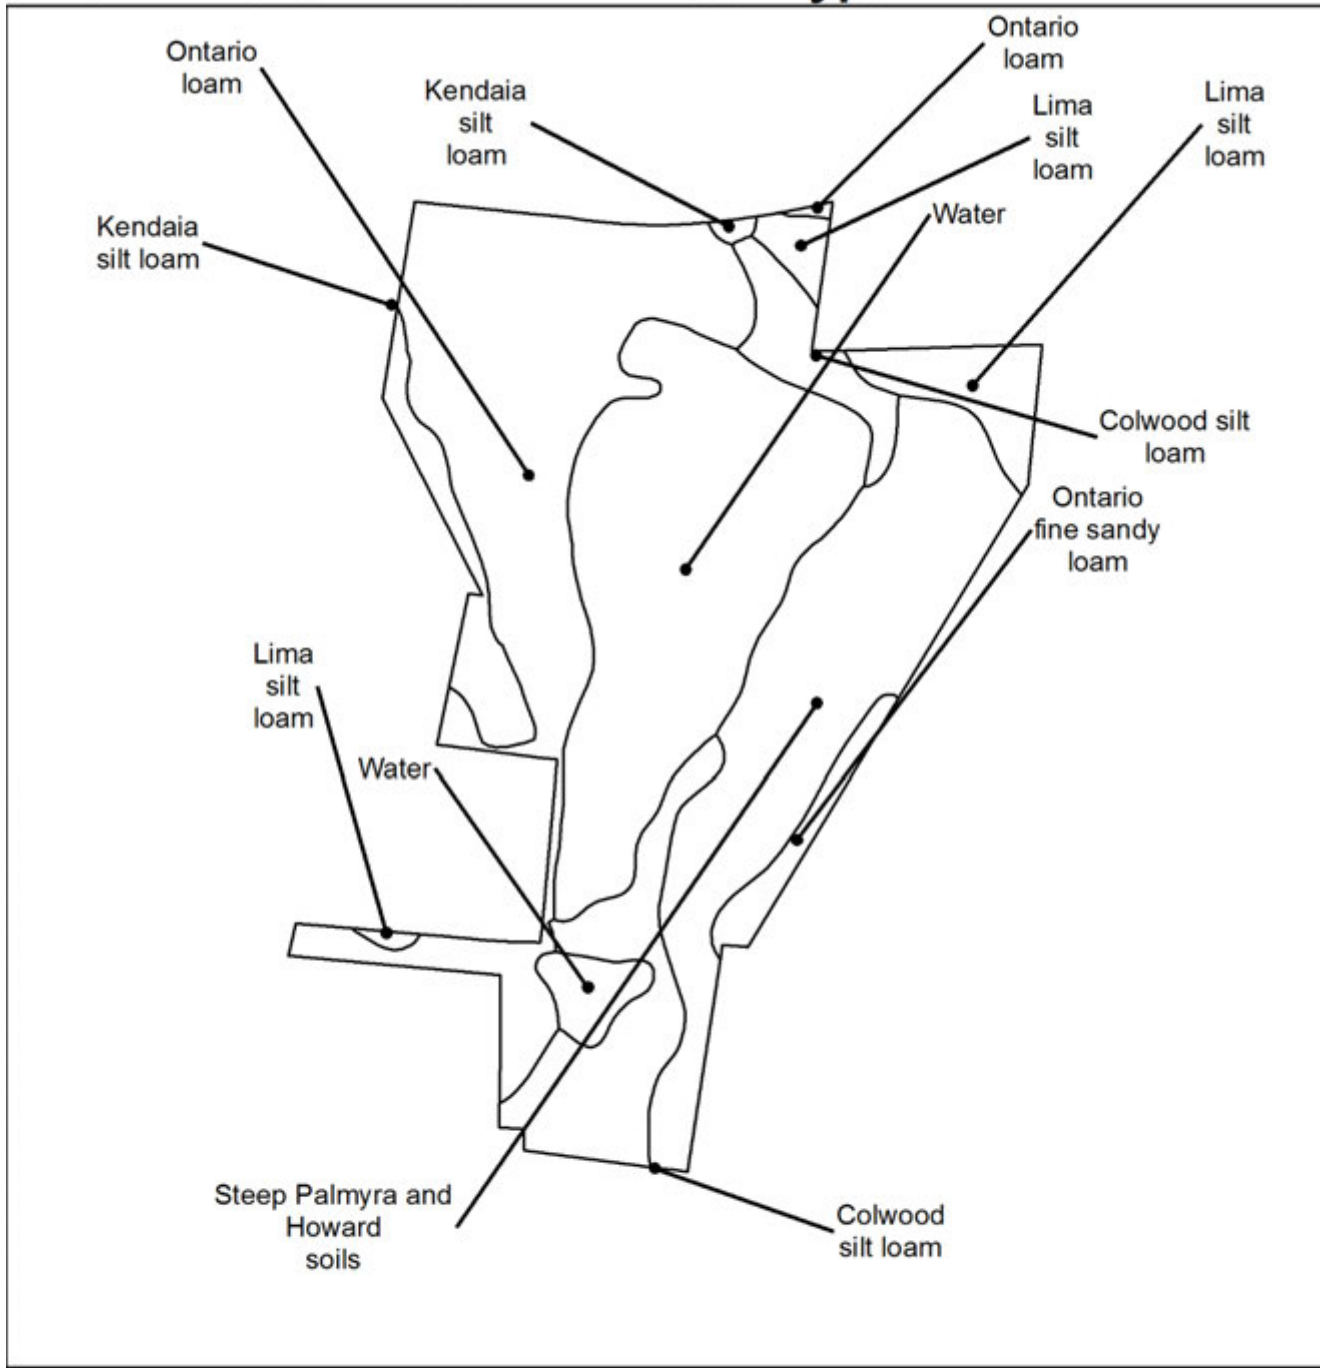 Ontario
loam
Kendaia
silt
loam
Ontario
loam
Lima
silt
loam
Lima
silt
loam
Kendaia
silt loam
Water
Colwood silt
loam
Ontario
fine sandy
loam
Lima
silt
loam
Water
Steep Palmyra and
Howard
soils
Colwood
silt loam